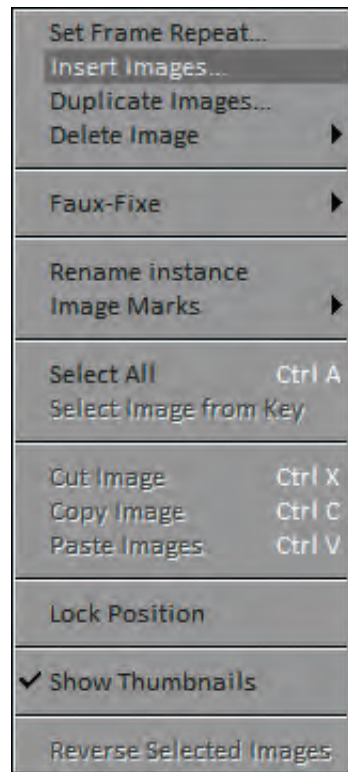 Set Frame Repeat...
Insert Images...
Duplicate Images...
Delete Image
Faux-Fixe
Rename instance
Image Marks
Select All Ctrl A
Select Image from Key
Cut Image Ctrl X
Copy Image Ctrl C
Paste Images Ctrl V
Lock Position
Show Thumbnails
Reverse Selected Images